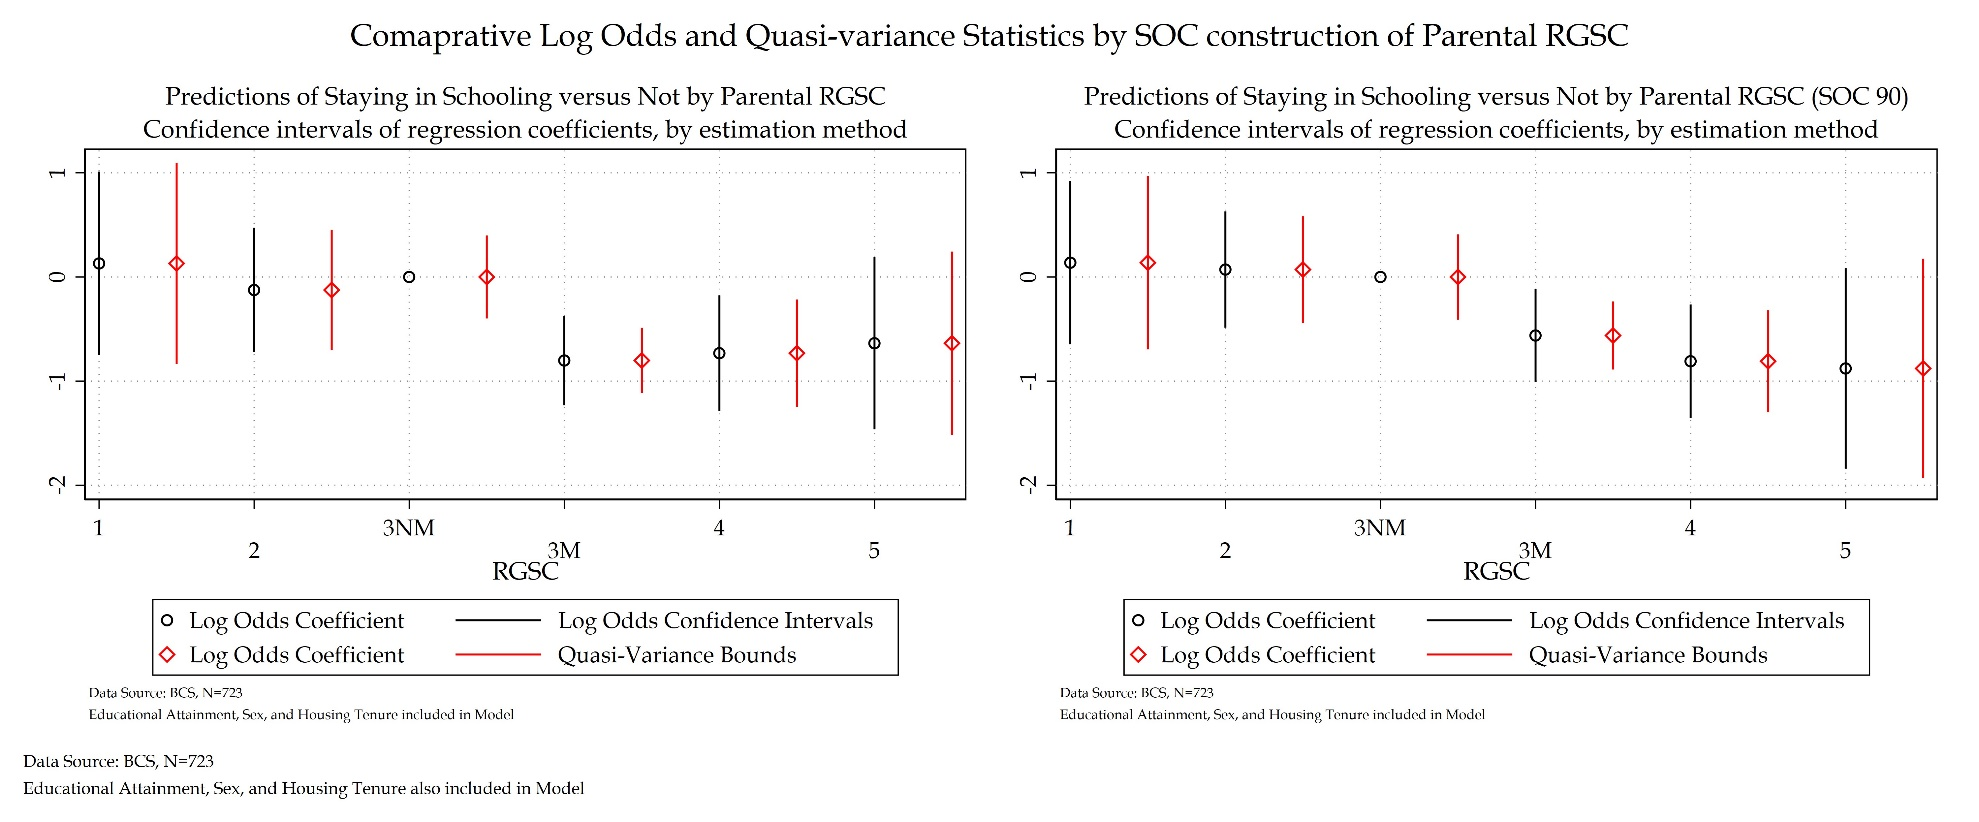 Comaprative Log Odds and Quasi-variance Statistics by SOC construction of Parental RGSC
Predictions of Staying in Schooling versus Not by Parental RGSC
Confidence intervals of regression coefficients, by estimation method
1
0
-1
-2
1
2
3NM
3M
4
5
RGSC
Log Odds Coefficient
Log Odds Confidence Intervals
Log Odds Coefficient
Quasi-Variance Bounds
Data Source: BCS, N=723
Educational Attainment, Sex, and Housing Tenure included in Model
Predictions of Staying in Schooling versus Not by Parental RGSC (SOC 90)
Confidence intervals of regression coefficients, by estimation method
1
0
-1
-2
1
2
3NM
3M
4
5
RGSC
Log Odds Coefficient
Log Odds Confidence Intervals
Log Odds Coefficient
Quasi-Variance Bounds
Data Source: BCS, N=723
Educational Attainment, Sex, and Housing Tenure included in Model
Data Source: BCS, N=723
Educational Attainment, Sex, and Housing Tenure also included in Model